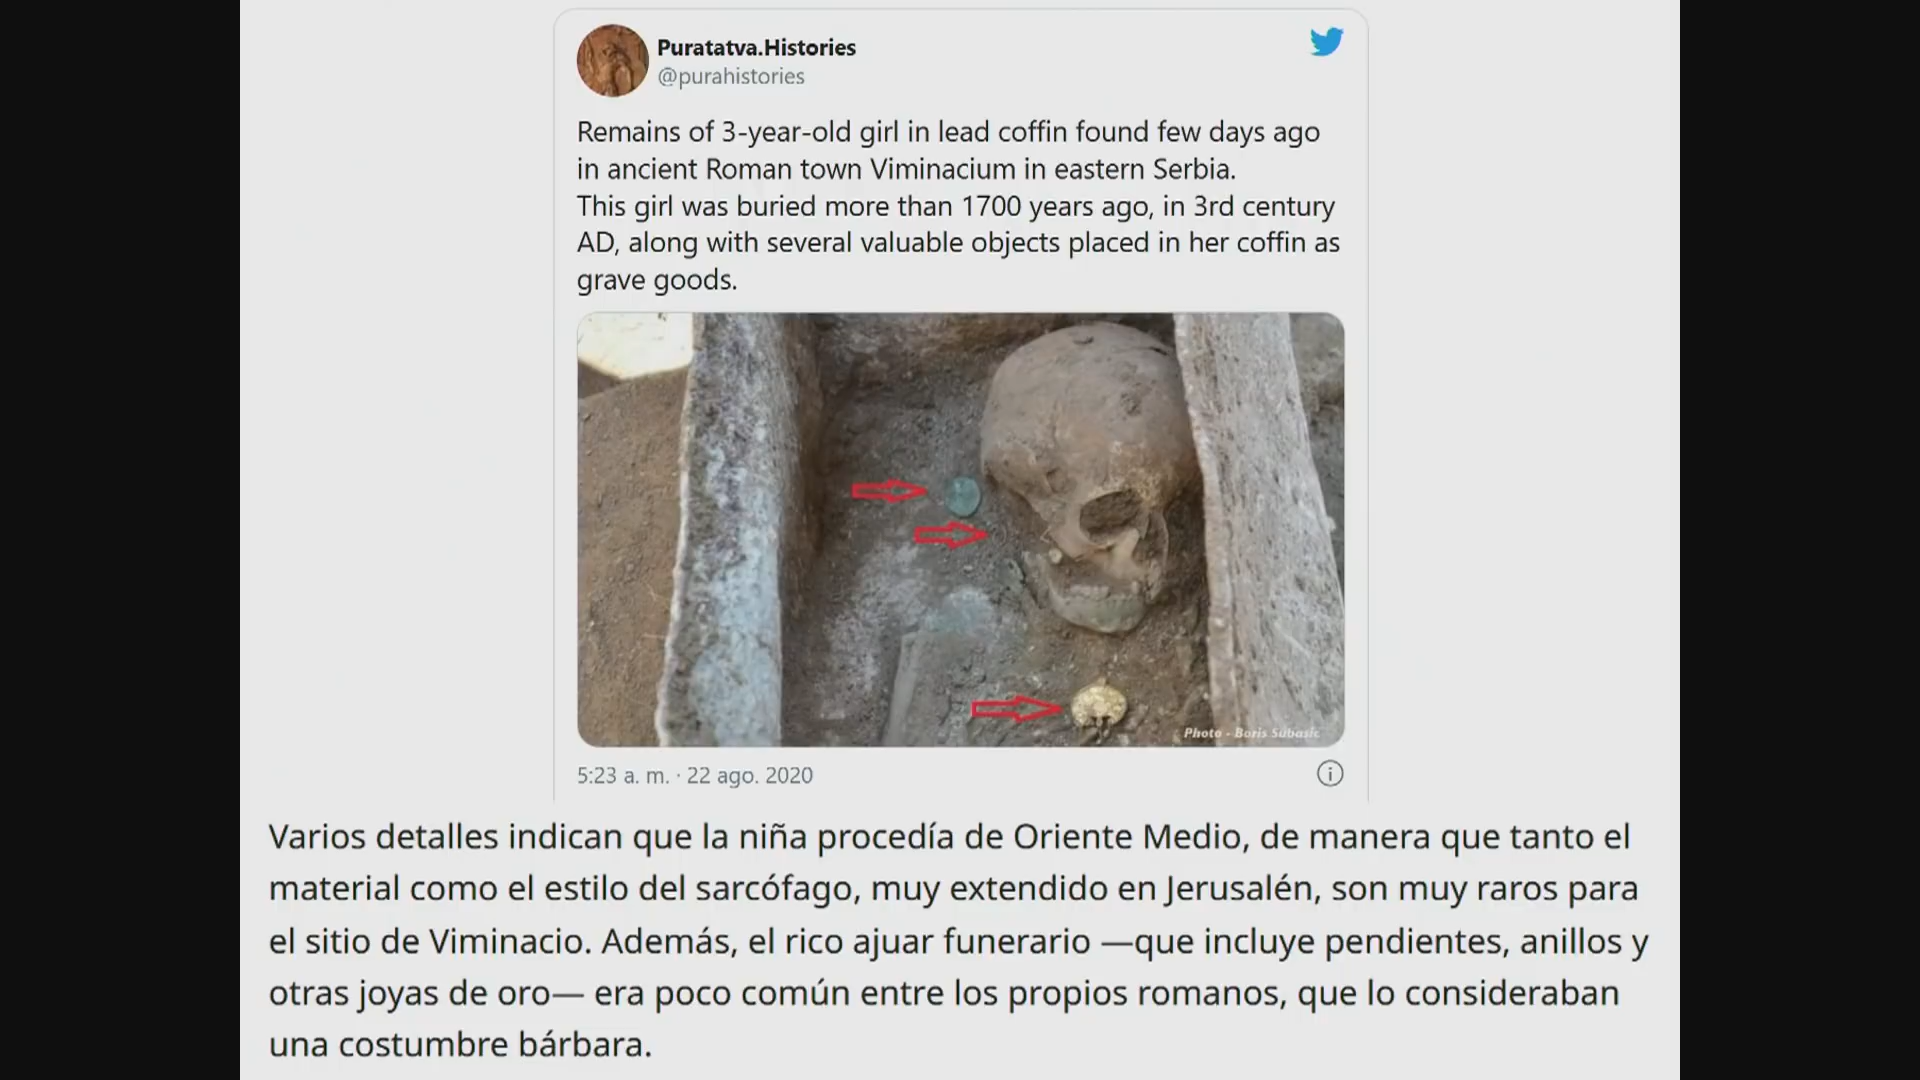 Puratatva.Histories
@purahistories
Remains of 3-year-old girl in lead coffin found few days ago
in ancient Roman town Viminacium in eastern Serbia.
This girl was buried more than 1700 years ago, in 3rd century
AD, along with several valuable objects placed in her coffin as
grave goods.
Photo - Boris Subasic
5:23 a. m. · 22 ago. 2020
Varios detalles indican que la niña procedía de Oriente Medio, de manera que tanto el
material como el estilo del sarcófago, muy extendido en Jerusalén, son muy raros para
el sitio de Viminacio. Además, el rico ajuar funerario —que incluye pendientes, anillos y
otras joyas de oro— era poco común entre los propios romanos, que lo consideraban
una costumbre bárbara.